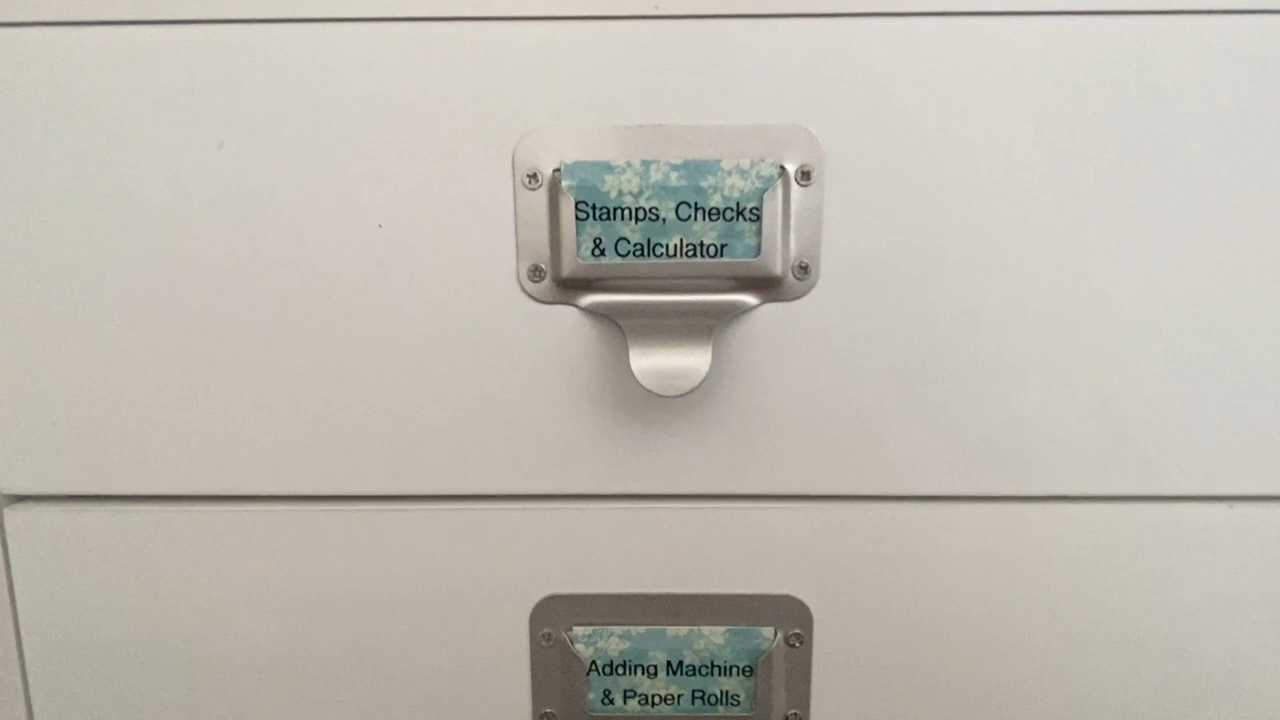 Stamps, Checks
& Calculator
Adding Machine
& Paper Rolls